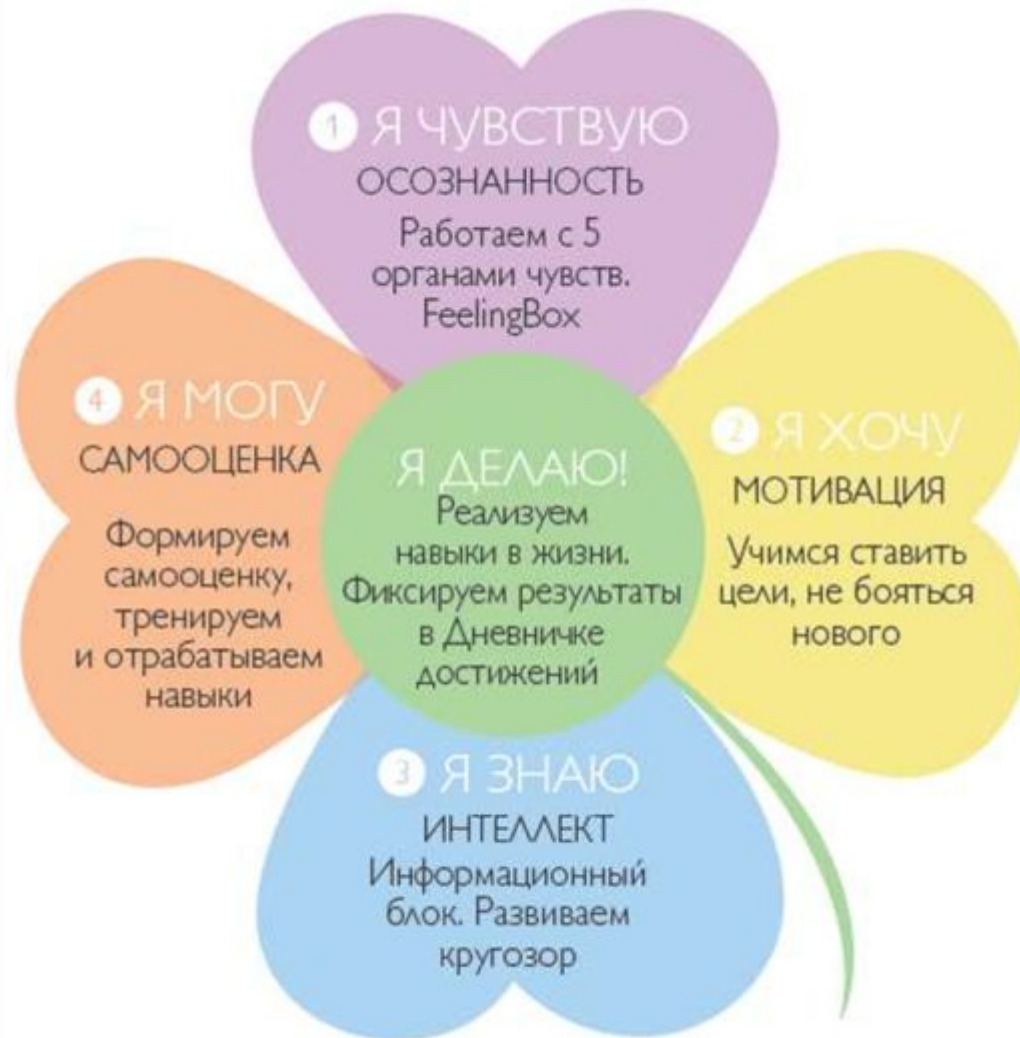 1 Я ЧУВСТВУЮ
ОСОЗНАННОСТЬ
Работаем с 5
органами чувств.
FeelingBox
2 Я ХОЧУ
МОТИВАЦИЯ
Учимся ставить
цели, не бояться
нового
3 Я ЗНАЮ
ИНТЕЛЛЕКТ
Информационный
блок. Развиваем
кругозор
4 Я МОГУ
САМООЦЕНКА
Формируем
самооценку,
тренируем
и отрабатываем
навыки
Я ДЕЛАЮ!
Реализуем
навыки в жизни.
Фиксируем результаты
в Дневничке
достижений